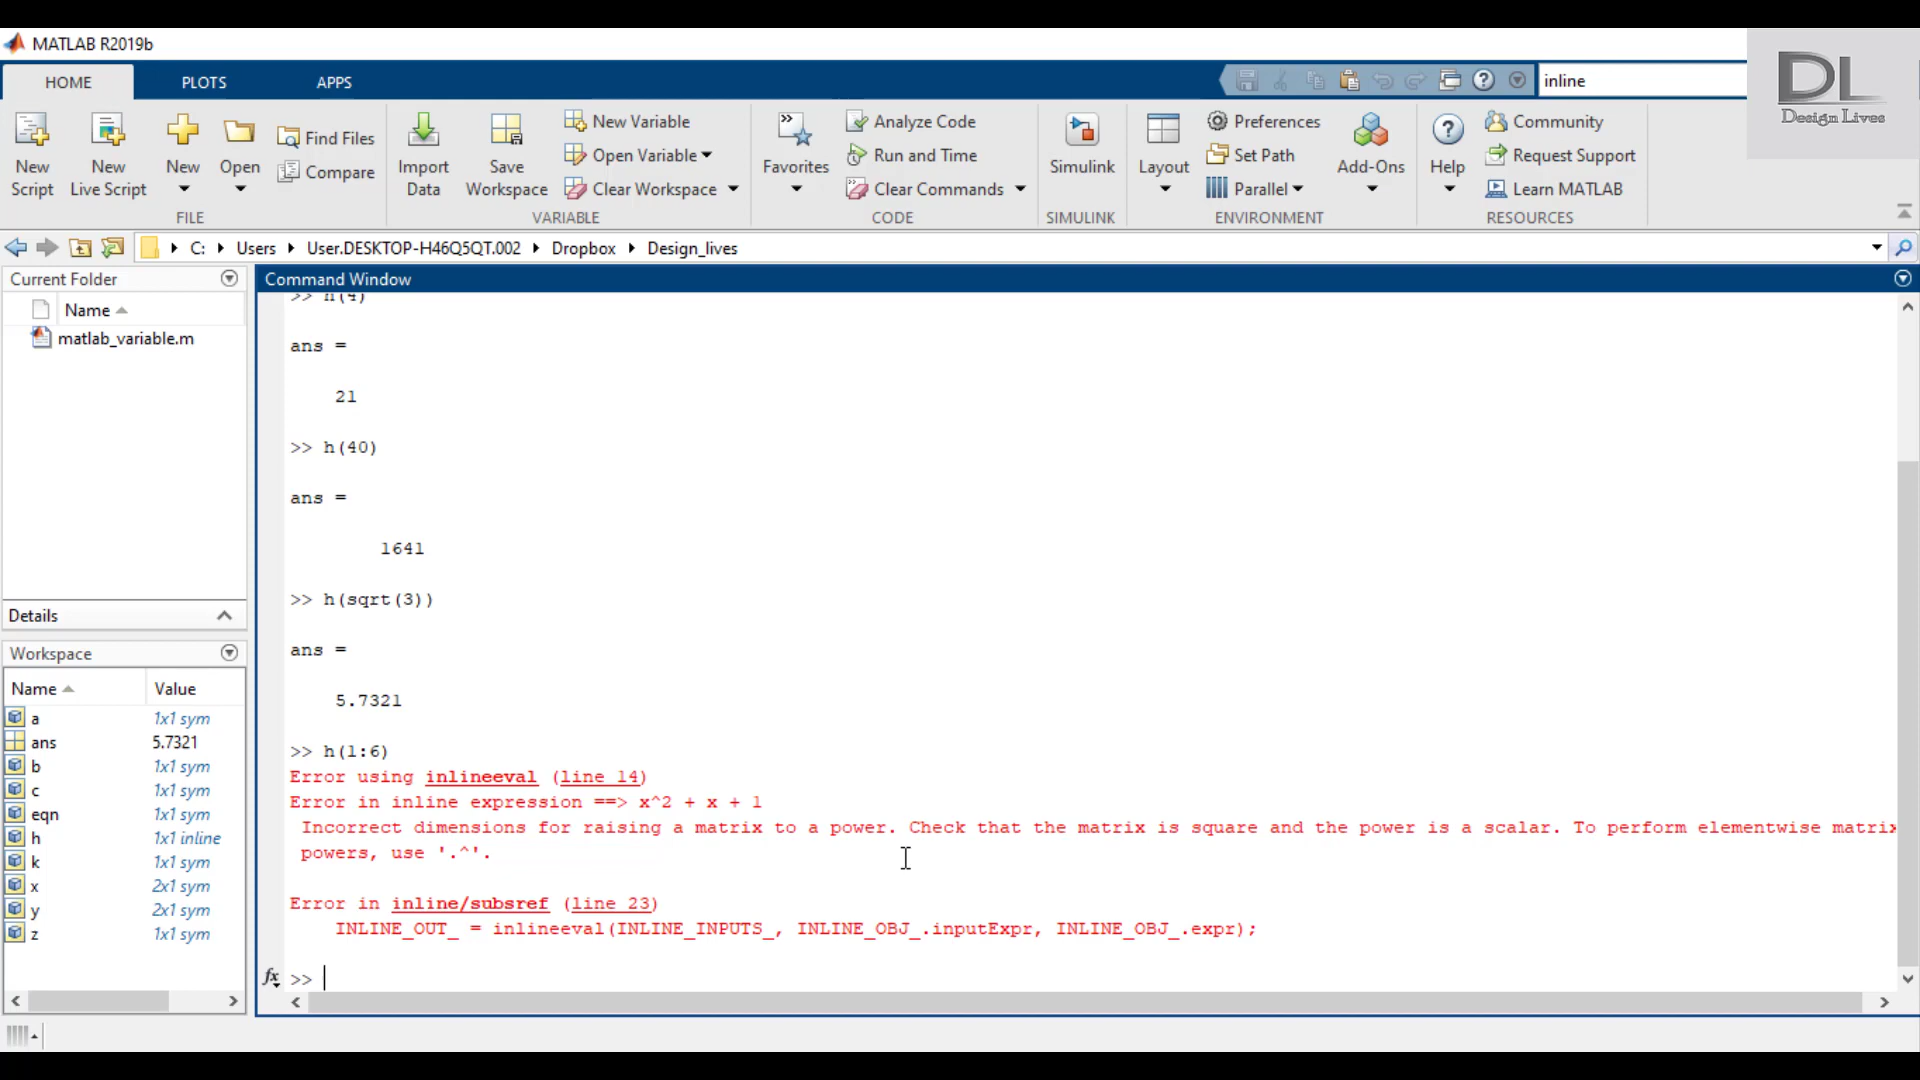 MATLAB R2019b
HOME PLOTS APPS
inline
DL
Design Lives
New Script
New Live Script
New
Open
Find Files
Compare
FILE
Import Data
Save Workspace
New Variable
Open Variable
Clear Workspace
VARIABLE
Favorites
Analyze Code
Run and Time
Clear Commands
CODE
Simulink
SIMULINK
Layout
Preferences
Set Path
Parallel
Add-Ons
ENVIRONMENT
Help
Community
Request Support
Learn MATLAB
RESOURCES
C: Users User.DESKTOP-H46Q5QT.002 Dropbox Design_lives
Current Folder
Name
matlab_variable.m
Details
Workspace
Name Value
a 1x1 sym
ans 5.7321
b 1x1 sym
c 1x1 sym
eqn 1x1 sym
h 1x1 inline
k 1x1 sym
x 2x1 sym
y 2x1 sym
z 1x1 sym
Command Window
>> h(4)
ans =
21
>> h(40)
ans =
1641
>> h(sqrt(3))
ans =
5.7321
>> h(1:6)
Error using inlineeval (line 14)
Error in inline expression ==> x^2 + x + 1
Incorrect dimensions for raising a matrix to a power. Check that the matrix is square and the power is a scalar. To perform elementwise matrix
powers, use '.^'.
Error in inline/subsref (line 23)
INLINE_OUT_ = inlineeval(INLINE_INPUTS_, INLINE_OBJ_.inputExpr, INLINE_OBJ_.expr);
fx >>